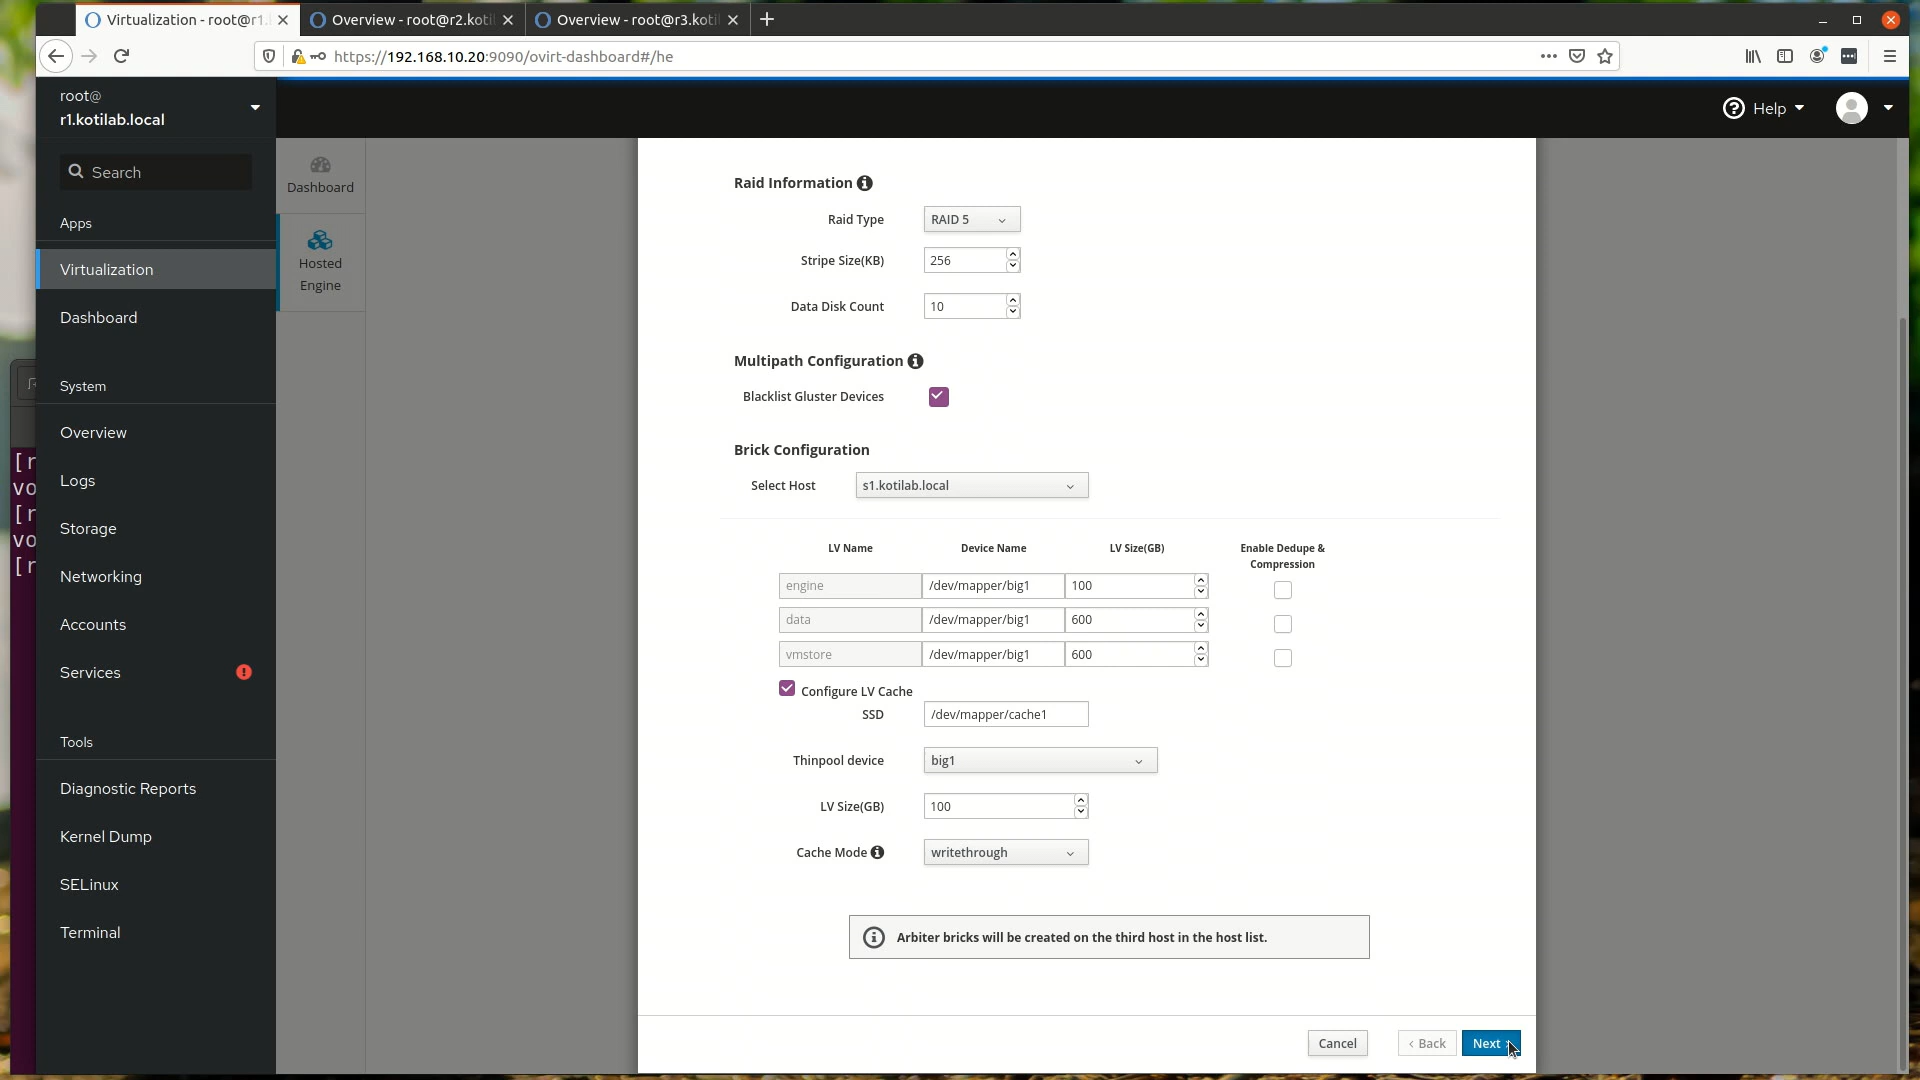 Virtualization - root@r1.
Overview - root@r2.koti
Overview - root@r3.koti
https://192.168.10.20:9090/ovirt-dashboard#/he
root@
r1.kotilab.local
Help
Search
Apps
Virtualization
Dashboard
System
Overview
Logs
Storage
Networking
Accounts
Services
Tools
Diagnostic Reports
Kernel Dump
SELinux
Terminal
Dashboard
Hosted
Engine
[r
vo
[r
vo
[r
Raid Information
Raid Type RAID 5
Stripe Size(KB) 256
Data Disk Count 10
Multipath Configuration
Blacklist Gluster Devices
Brick Configuration
Select Host s1.kotilab.local
LV Name Device Name LV Size(GB) Enable Dedupe &
Compression
engine /dev/mapper/big1 100
data /dev/mapper/big1 600
vmstore /dev/mapper/big1 600
Configure LV Cache
SSD /dev/mapper/cache1
Thinpool device big1
LV Size(GB) 100
Cache Mode writethrough
Arbiter bricks will be created on the third host in the host list.
Cancel < Back Next